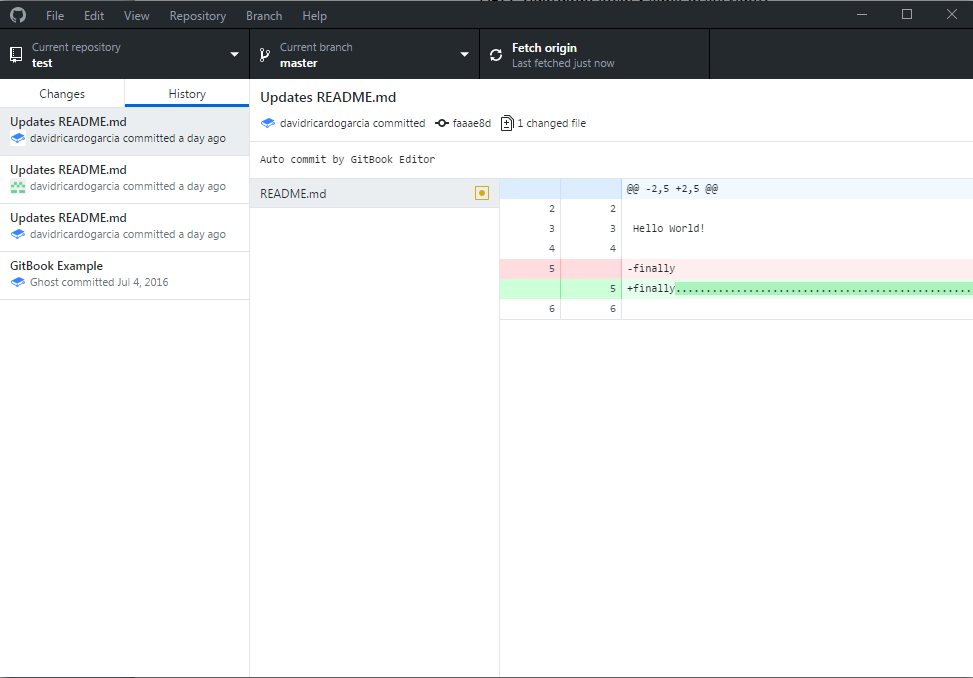 File Edit View Repository Branch Help
Current repository
test
Current branch
master
Fetch origin
Last fetched just now
Changes History
Updates README.md
davidricardogarcia committed a day ago
Updates README.md
davidricardogarcia committed a day ago
Updates README.md
davidricardogarcia committed a day ago
GitBook Example
Ghost committed Jul 4, 2016
Updates README.md
davidricardogarcia committed faaae8d 1 changed file
Auto commit by GitBook Editor
README.md
@@ -2,5 +2,5 @@
2 2
3 3 Hello World!
4 4
5 -finally
5 +finally.................................................
6 6